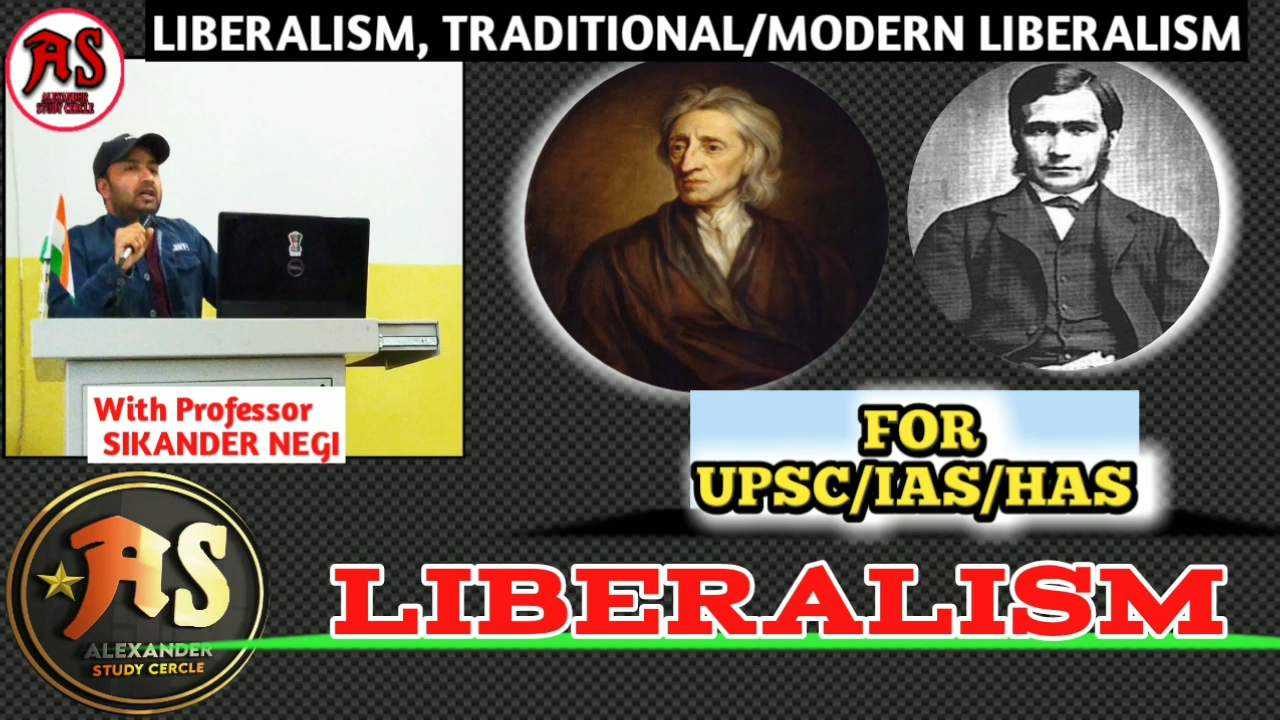 LIBERALISM, TRADITIONAL/MODERN LIBERALISM
AS
ALEXANDER
STUDY CERCLE
With Professor
SIKANDER NEGI
FOR
UPSC/IAS/HAS
LIBERALISM
AS
ALEXANDER
STUDY CERCLE